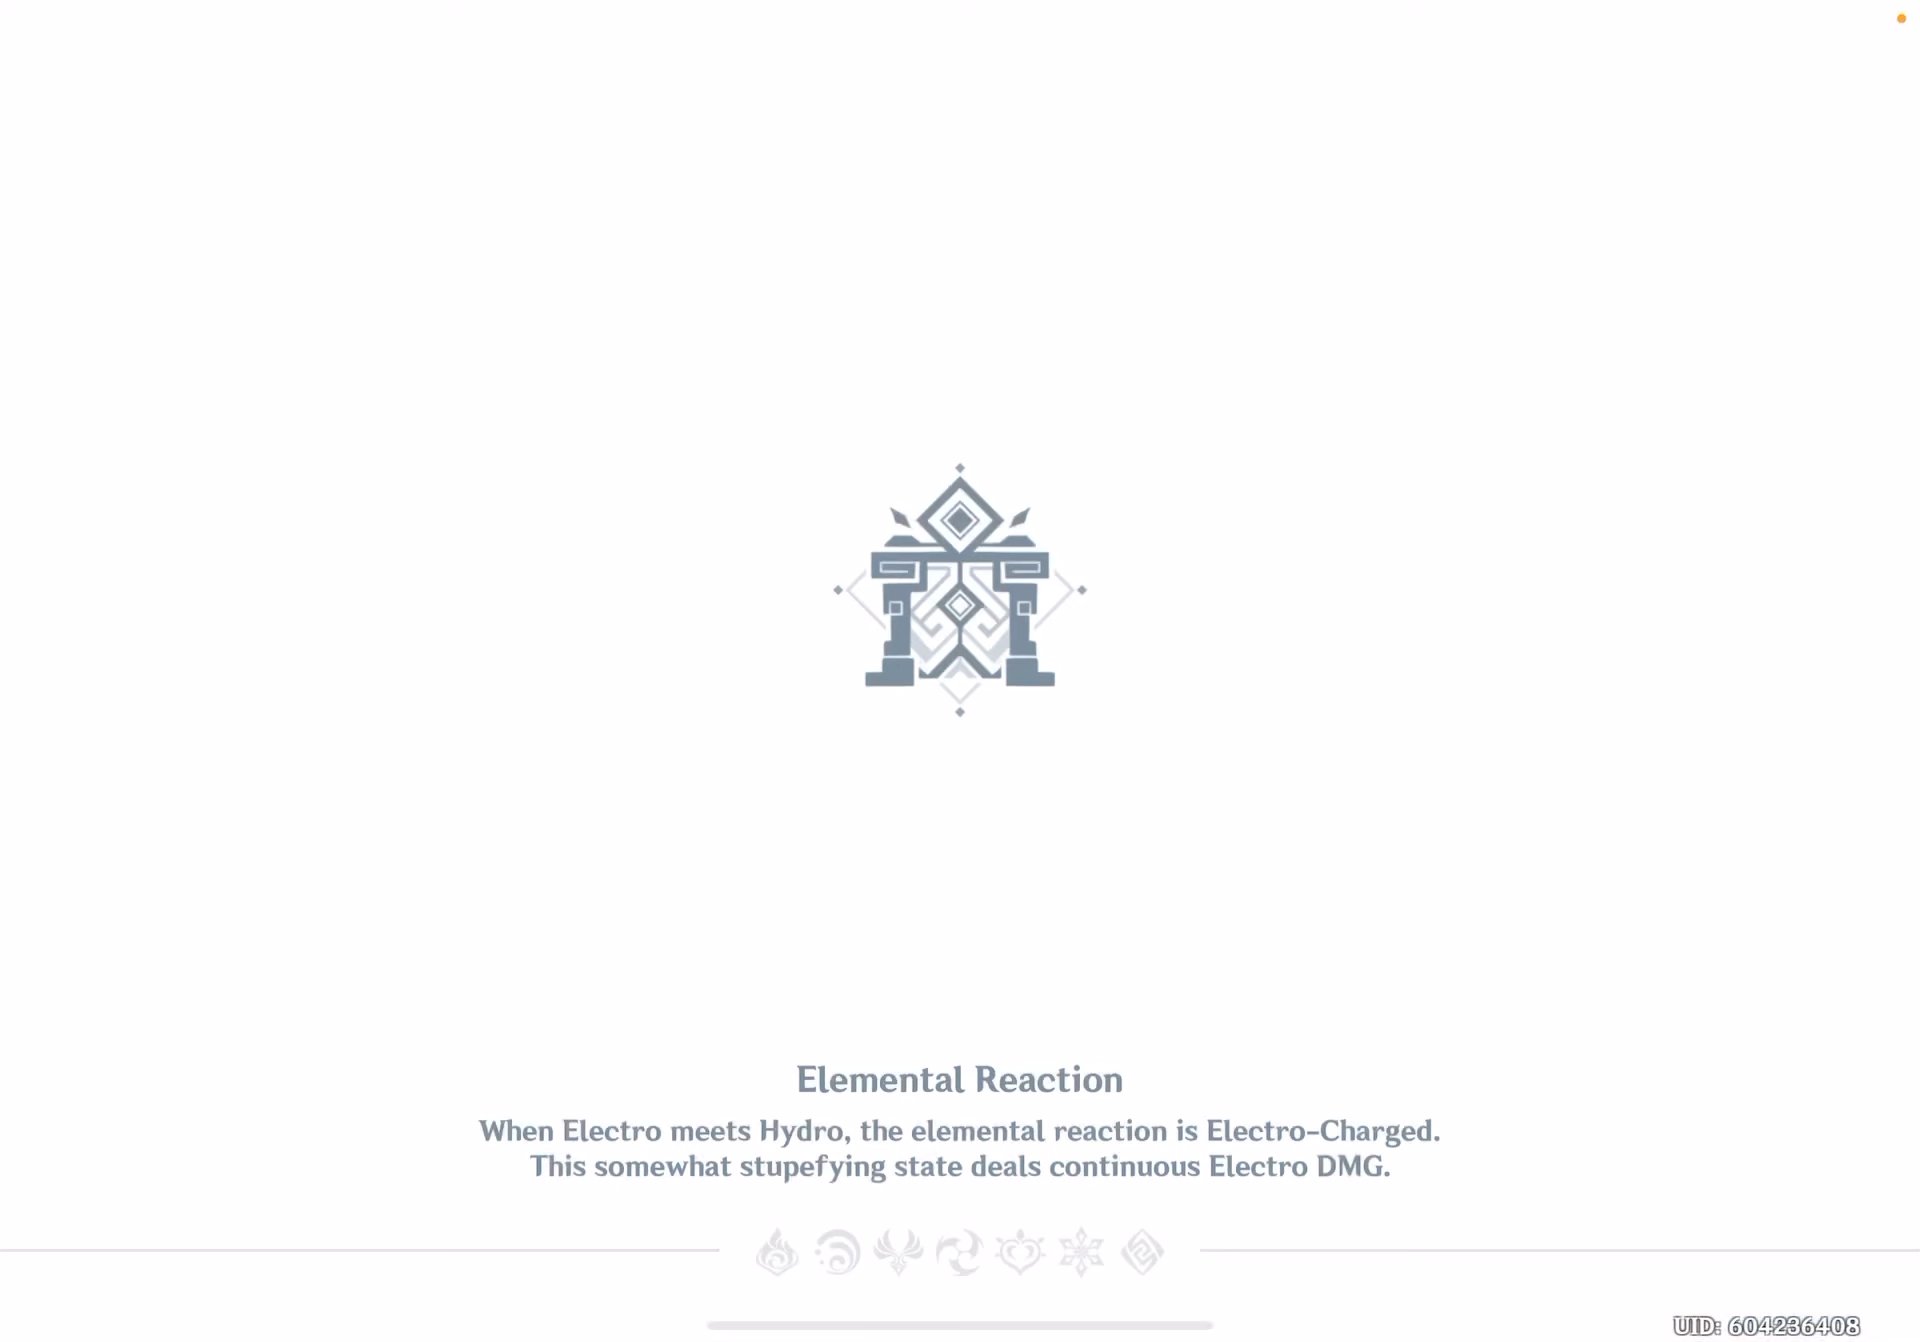 Elemental Reaction
When Electro meets Hydro, the elemental reaction is Electro-Charged.
This somewhat stupefying state deals continuous Electro DMG.
UID: 604236408